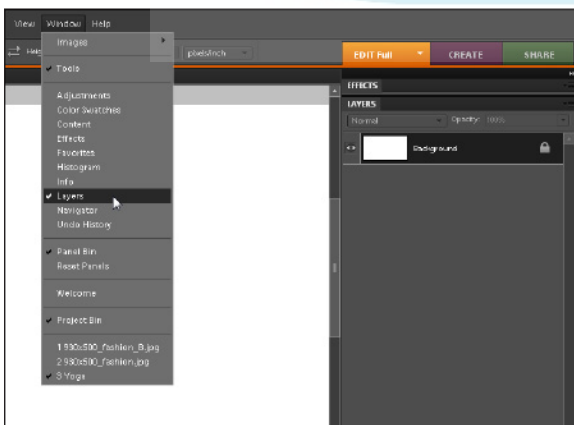 View Window Help
Images
pixels/inch
EDIT Full CREATE SHARE
Tools
EFFECTS
LAYERS
Adjustments
Color Swatches
Normal Opacity: 100%
Content
Effects
Background
Favorites
Histogram
Info
Layers
Navigator
Undo History
Panel Bin
Reset Panels
Welcome
Project Bin
1 930x500_fashion_B.jpg
2 930x500_fashion.jpg
3 Yoga